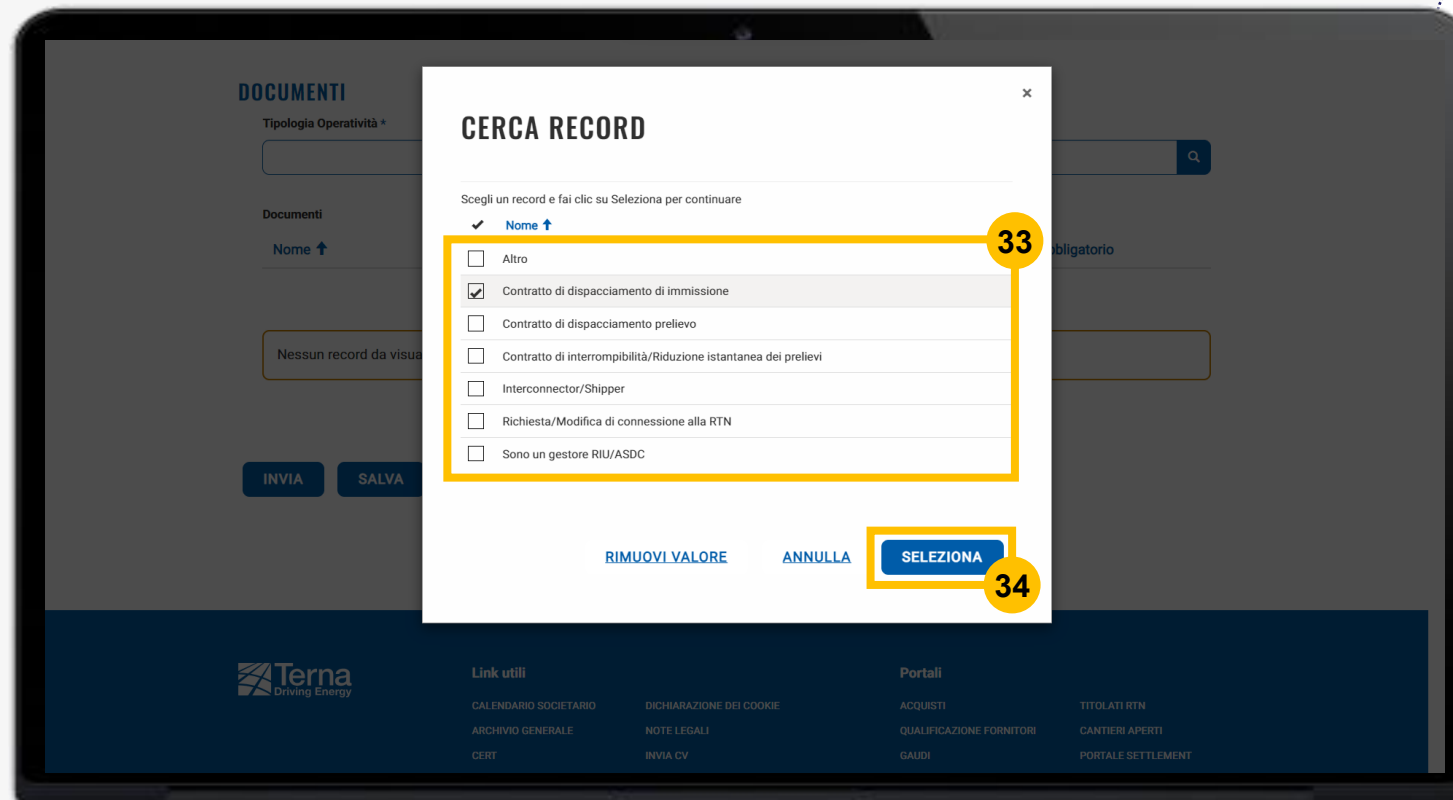 DOCUMENTI
Tipologia Operatività *
Documenti
Nome
obbligatorio
Nessun record da visua
INVIA
SALVA
×
CERCA RECORD
Scegli un record e fai clic su Seleziona per continuare
Nome
33
Altro
Contratto di dispacciamento di immissione
Contratto di dispacciamento prelievo
Contratto di interrompibilità/Riduzione istantanea dei prelievi
Interconnector/Shipper
Richiesta/Modifica di connessione alla RTN
Sono un gestore RIU/ASDC
RIMUOVI VALORE
ANNULLA
SELEZIONA
34
Terna
Driving Energy
Link utili
CALENDARIO SOCIETARIO
DICHIARAZIONE DEI COOKIE
ARCHIVIO GENERALE
NOTE LEGALI
CERT
INVIA CV
Portali
ACQUISTI
TITOLATI RTN
QUALIFICAZIONE FORNITORI
CANTIERI APERTI
GAUDI
PORTALE SETTLEMENT